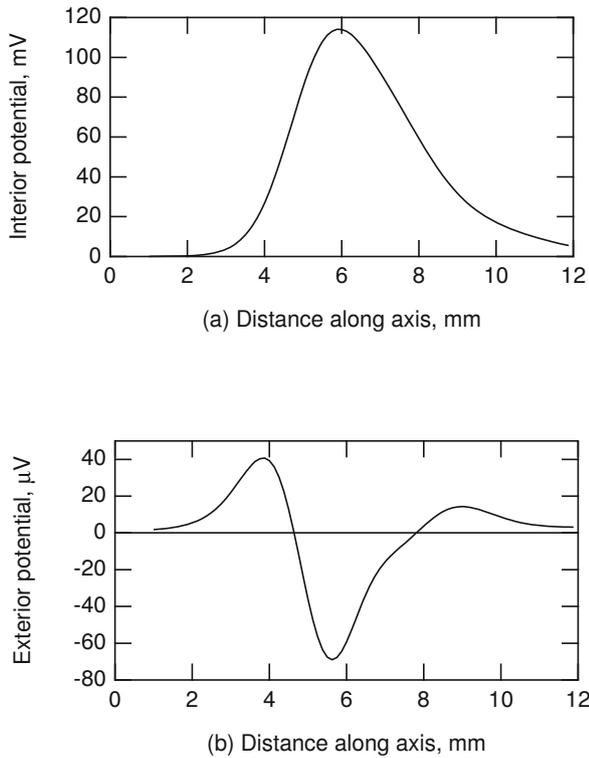 Interior potential, mV
120
100
80
60
40
20
0
0 2 4 6 8 10 12
(a) Distance along axis, mm
Exterior potential, μV
40
20
0
-20
-40
-60
-80
0 2 4 6 8 10 12
(b) Distance along axis, mm